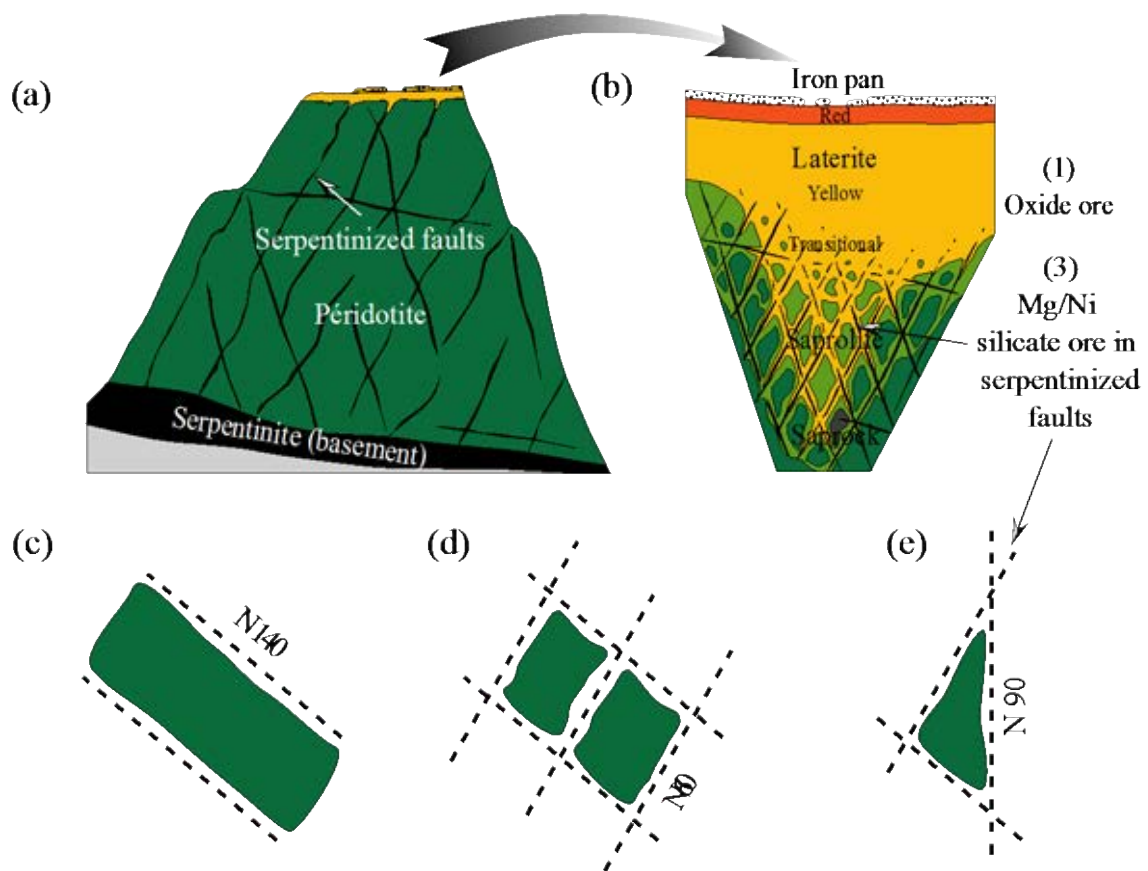 (a)
Serpentinized faults
Péridotite
Serpentinite (basement)
(b)
Iron pan
Red
Laterite
Yellow
Transitional
Saprolite
Saprock
(1)
Oxide ore
(3)
Mg/Ni
silicate ore in
serpentinized
faults
(c)
N140
(d)
(e)
N 90